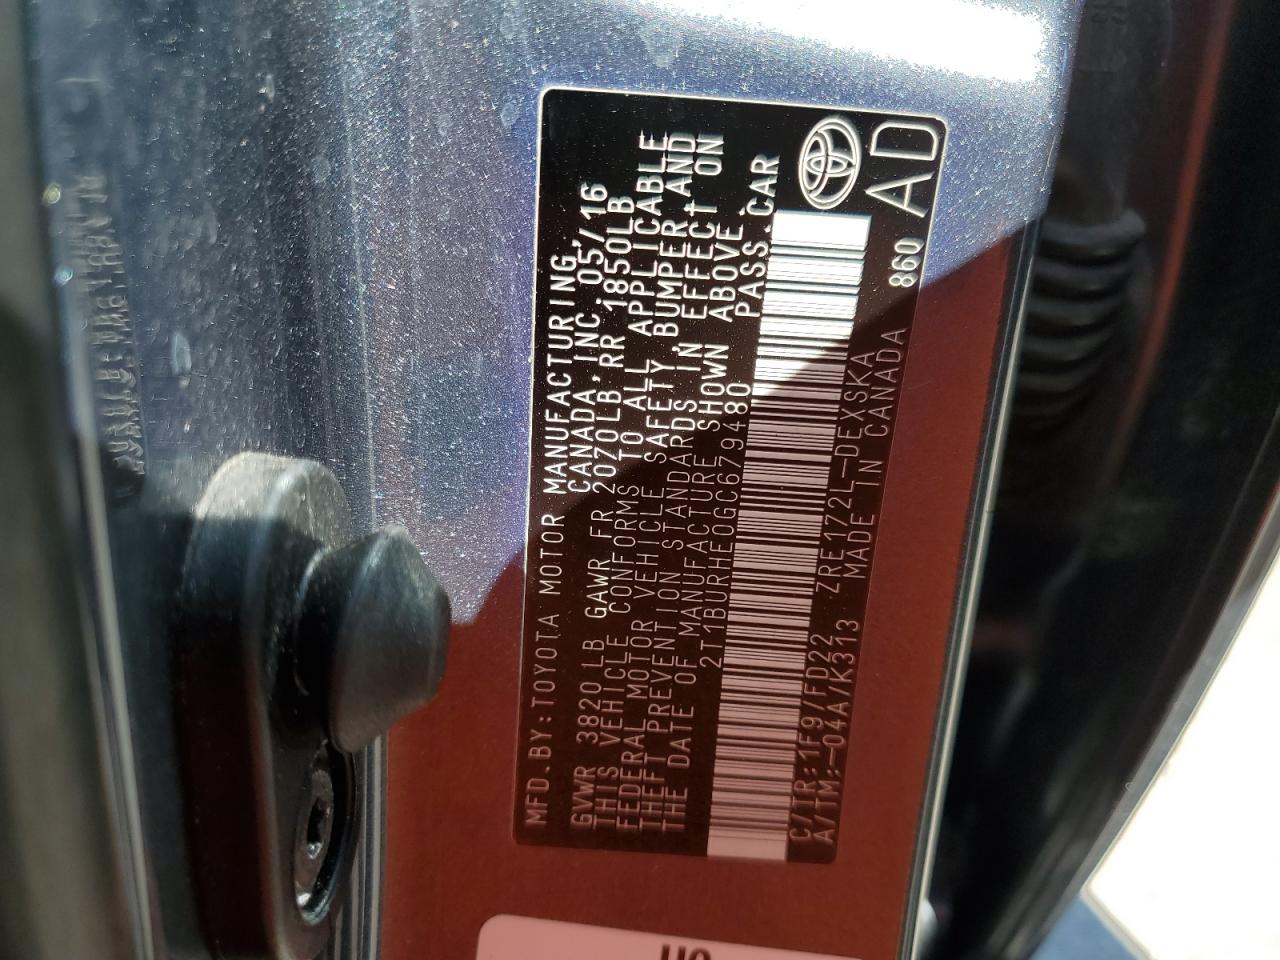 MFD.BY:TOYOTA MOTOR MANUFACTURING,
CANADA, INC. 05/16
GVWR 3820LB GAWR FR 2070LB, RR 1850LB
THIS VEHICLE CONFORMS TO ALL APPLICABLE
FEDERAL MOTOR VEHICLE SAFETY, BUMPER, AND
THEFT PREVENTION STANDARDS IN EFFECT ON
THE DATE OF MANUFACTURE SHOWN ABOVE.
2T1BURHE0GC679480 PASS.CAR
C/TR:1F9/FD22 ZRE172L-DEXSKA
A/TM:-04A/K313 MADE IN CANADA
860
AD